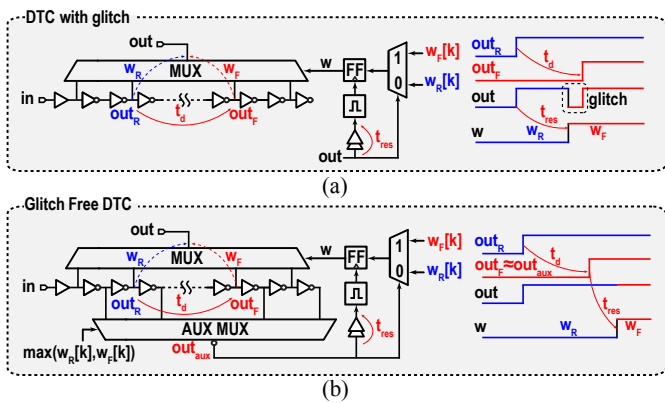 DTC with glitch
out
w_R
w_F
MUX
in
out_R
t_d
out_F
w
FF
1
0
w_F[k]
w_R[k]
t_res
out
out_R
t_d
out_F
out
glitch
t_res
w
w_R
w_F
(a)
Glitch Free DTC
out
MUX
w_R
w_F
in
out_R
t_d
out_F
AUX MUX
max(w_R[k],w_F[k])
out_aux
w
FF
1
0
w_F[k]
w_R[k]
t_res
out_R
t_d
out_F≈out_aux
out
t_res
w
w_R
w_F
(b)